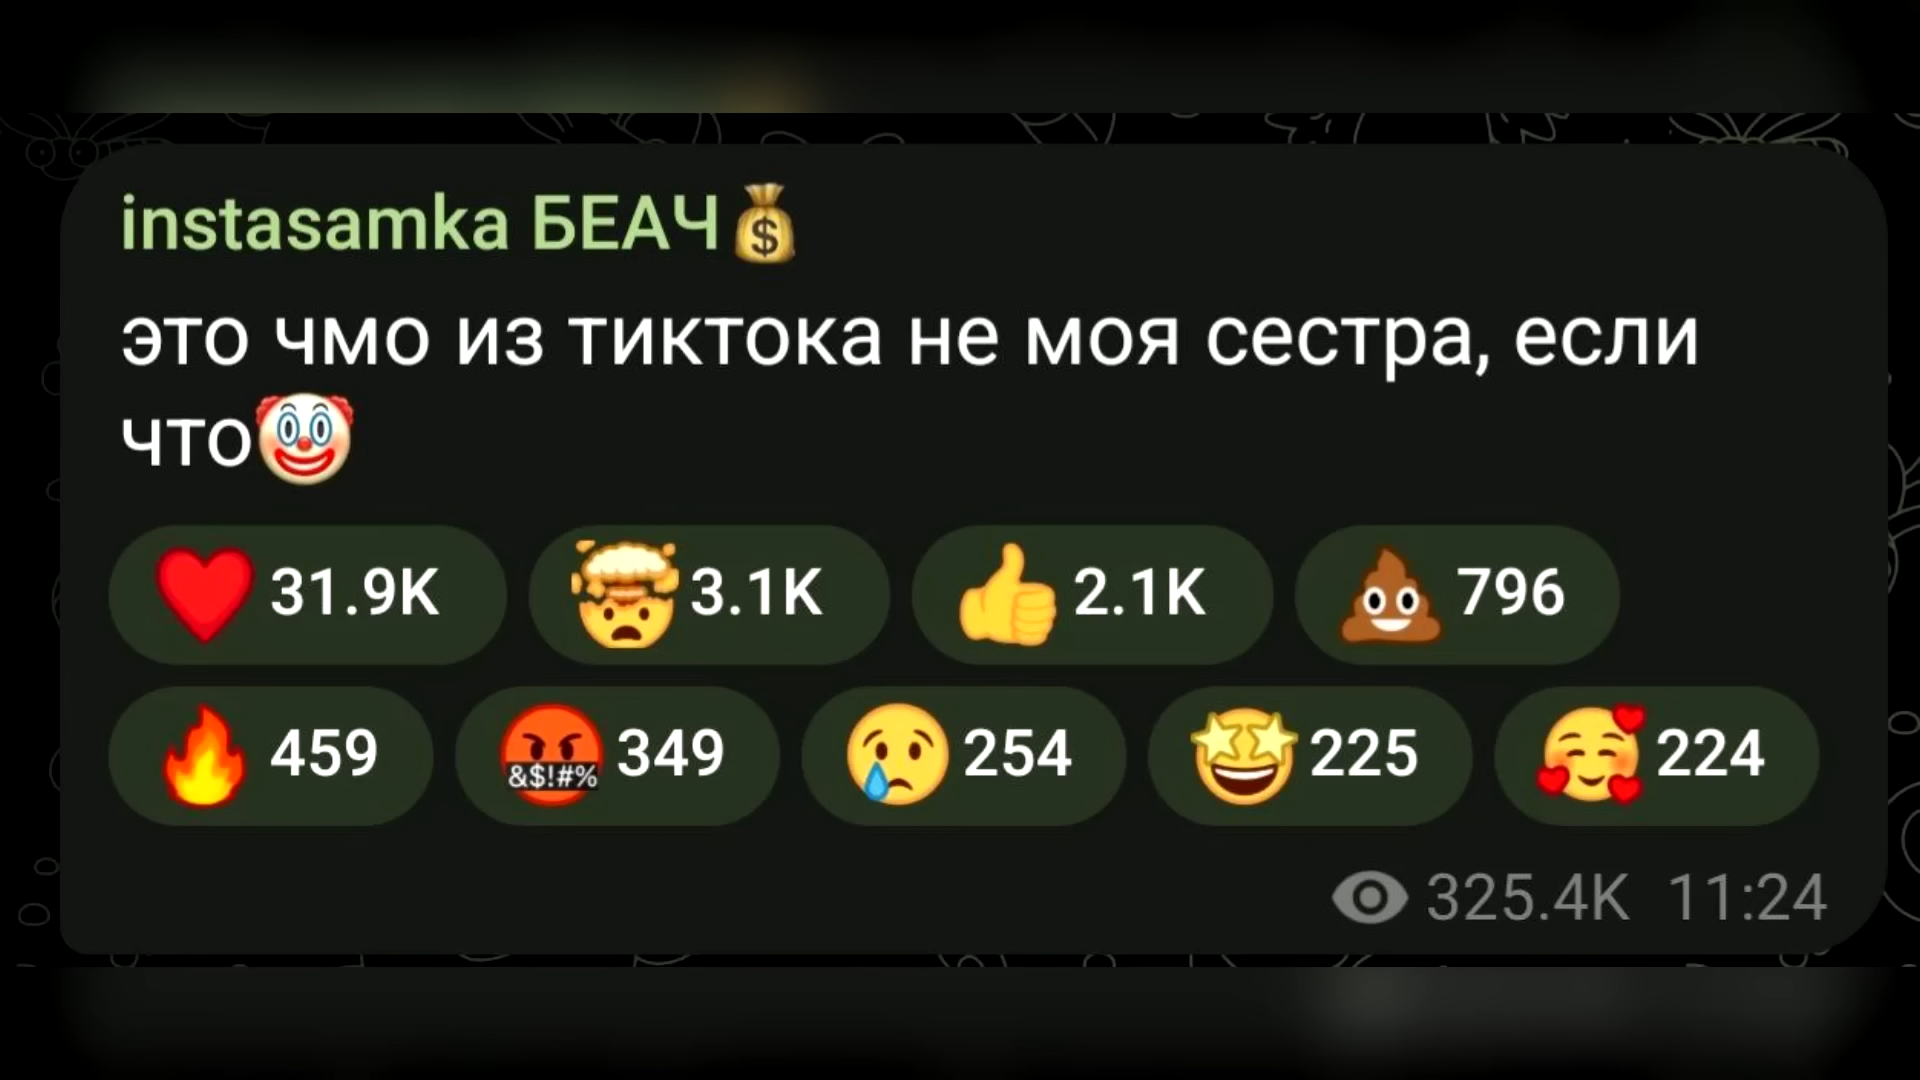 instasamka БЕАЧ💰
это чмо из тиктока не моя сестра, если
что🤡
❤️ 31.9K 🤯 3.1K 👍 2.1K 💩 796
🔥 459 🤬 &$!#% 349 😢 254 🤩 225 🥰 224
325.4K 11:24